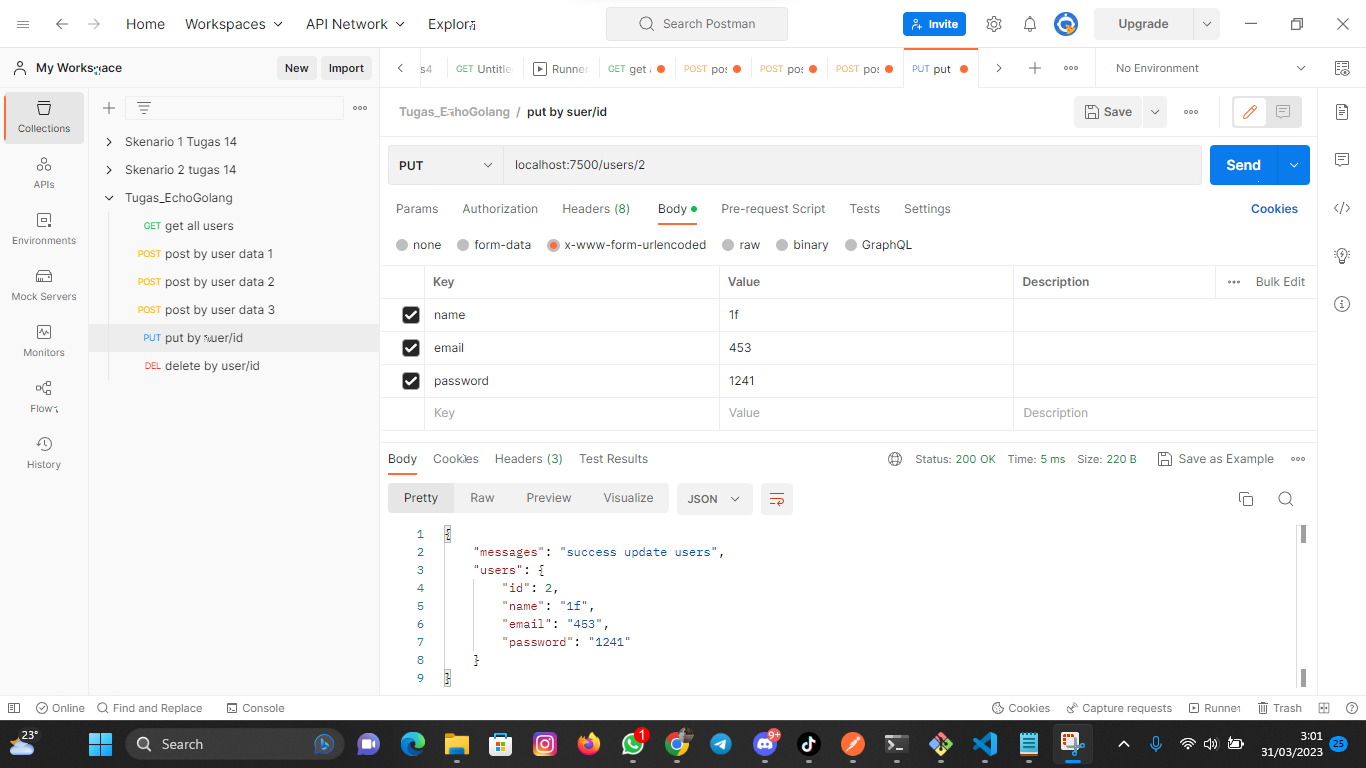 Home Workspaces API Network Explore Search Postman Invite Upgrade
My Workspace New Import s4 GET Untitle Runner GET get POST pos POST pos POST pos PUT put No Environment
Collections
APIs
Environments
Mock Servers
Monitors
Flows
History
Skenario 1 Tugas 14
Skenario 2 tugas 14
Tugas_EchoGolang
GET get all users
POST post by user data 1
POST post by user data 2
POST post by user data 3
PUT put by suer/id
DEL delete by user/id
Tugas_EchoGolang / put by suer/id Save
PUT localhost:7500/users/2 Send
Params Authorization Headers (8) Body Pre-request Script Tests Settings Cookies
none form-data x-www-form-urlencoded raw binary GraphQL
Key Value Description Bulk Edit
name 1f
email 453
password 1241
Key Value Description
Body Cookies Headers (3) Test Results Status: 200 OK Time: 5 ms Size: 220 B Save as Example
Pretty Raw Preview Visualize JSON
1 {
2 "messages": "success update users",
3 "users": {
4 "id": 2,
5 "name": "1f",
6 "email": "453",
7 "password": "1241"
8 }
9 }
Online Find and Replace Console Cookies Capture requests Runner Trash
23° Search 1 9+ 3:01
31/03/2023 25